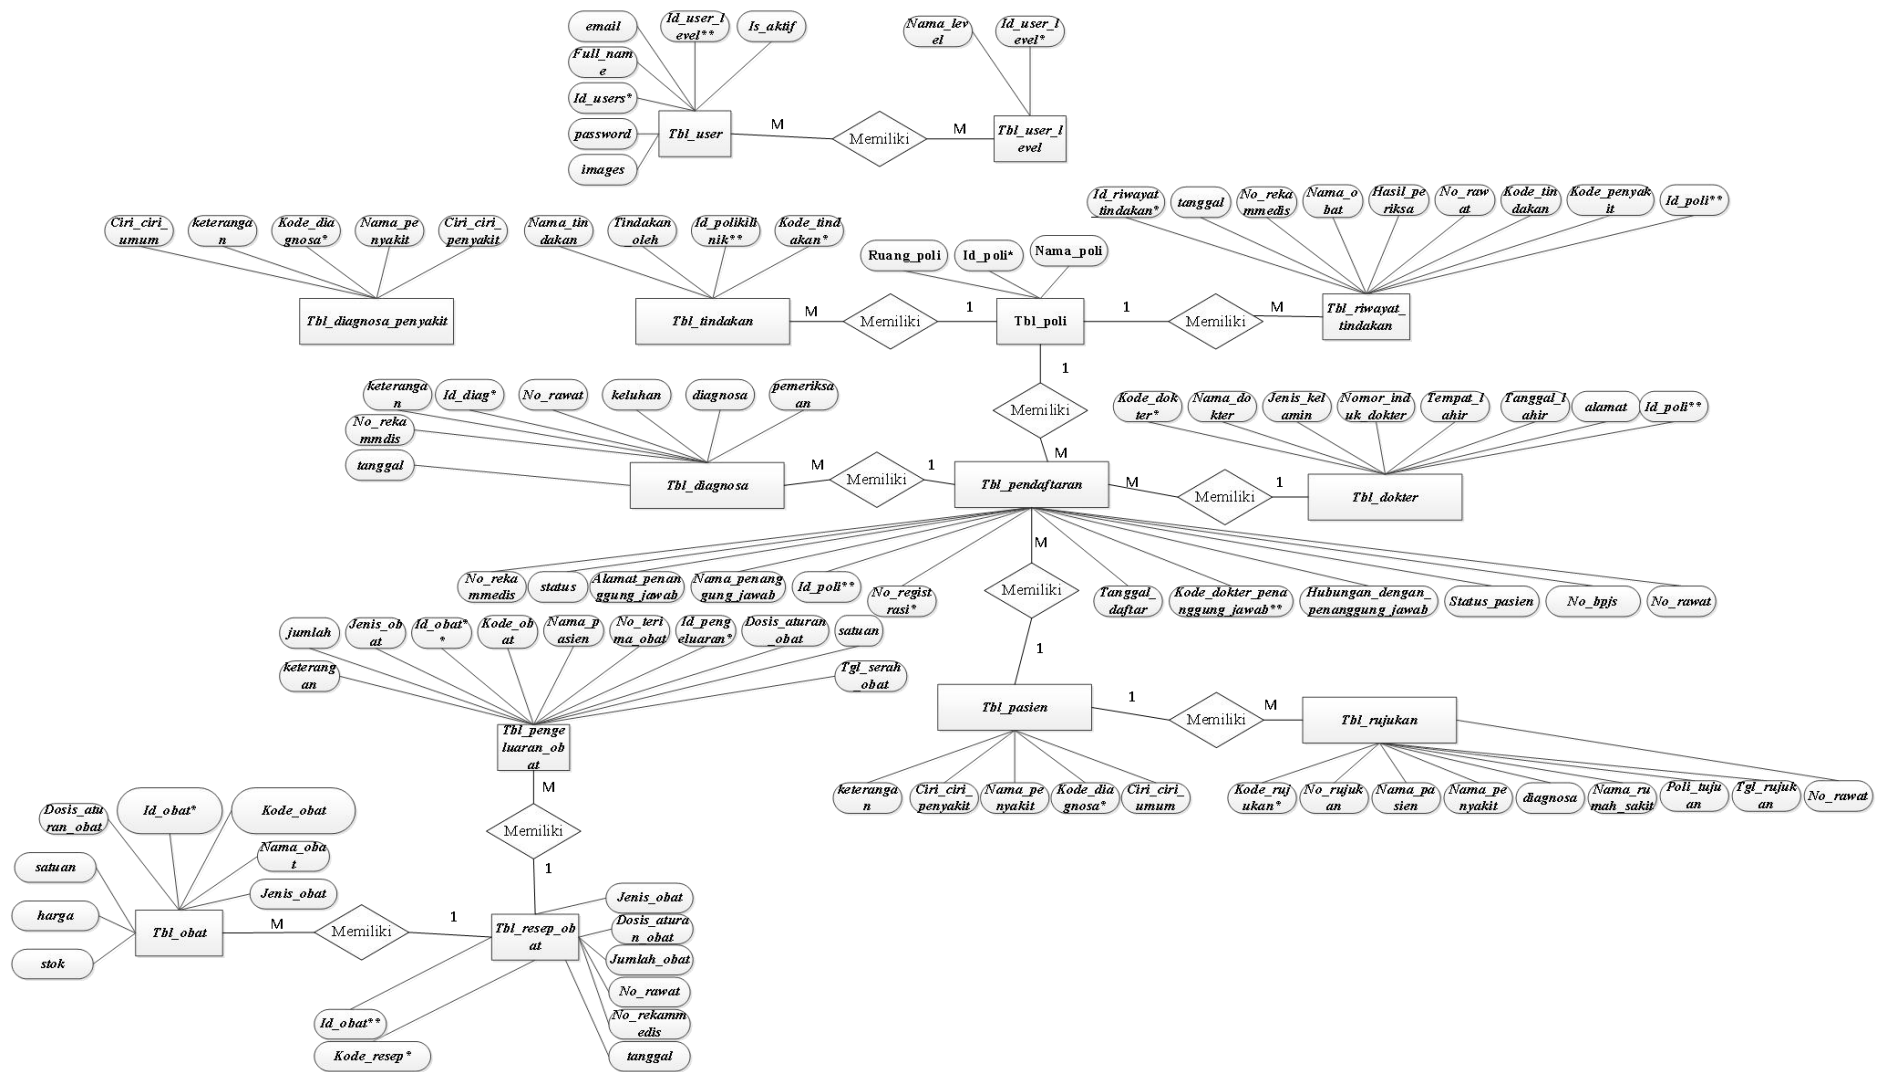 email
Id_user_l
evel**
Is_aktif
Full_nam
e
Id_users*
password
images
Tbl_user
M
Memiliki
M
Nama_lev
el
Id_user_l
evel*
Tbl_user_l
evel
Ciri_ciri_
umum
keterangan
n
Kode_dia
gnosa*
Nama_pe
nyakit
Ciri_ciri_
penyakit
Tbl_diagnosa_penyakit
Nama_tin
dakan
Tindakan
_oleh
Id_polikili
nik**
Kode_tind
akan*
Tbl_tindakan
M
Memiliki
1
Ruang_poli
Id_poli*
Nama_poli
Tbl_poli
1
Memiliki
M
Id_riwayat
_tindakan*
tanggal
No_reka
mmedis
Nama_o
bat
Hasil_pe
riksa
No_raw
at
Kode_tin
dakan
Kode_penyak
it
Id_poli**
Tbl_riwayat_
tindakan
1
Memiliki
M
keteranga
n
Id_diag*
No_rawat
keluhan
diagnosa
pemeriksa
an
No_reka
mmdis
tanggal
Tbl_diagnosa
M
Memiliki
1
Tbl_pendaftaran
M
Memiliki
1
Kode_dok
ter*
Nama_do
kter
Jenis_kel
amin
Nomor_ind
uk_dokter
Tempat_l
ahir
Tanggal_l
ahir
alamat
Id_poli**
Tbl_dokter
No_reka
mmedis
status
Alamat_penan
ggung_jawab
Nama_penang
gung_jawab
Id_poli**
No_regist
rasi*
M
Memiliki
1
Tanggal_
daftar
Kode_dokter_pena
nggung_jawab**
Hubungan_dengan_
penanggung_jawab
Status_pasien
No_bpjs
No_rawat
jumlah
Jenis_ob
at
Id_obat*
*
Kode_ob
at
Nama_p
asien
No_teri
ma_obat
Id_peng
eluaran*
Dosis_aturan
_obat
satuan
keterang
an
Tgl_serah
_obat
Tbl_penge
luaran_ob
at
M
Memiliki
1
Tbl_pasien
1
Memiliki
M
Tbl_rujukan
keteranga
n
Ciri_ciri_
penyakit
Nama_pe
nyakit
Kode_dia
gnosa*
Ciri_ciri_
umum
Kode_ruj
ukan*
No_rujuk
an
Nama_pa
sien
Nama_pe
nyakit
diagnosa
Nama_ru
mah_sakit
Poli_tuju
an
Tgl_rujuk
an
No_rawat
Dosis_atu
ran_obat
Id_obat*
Kode_obat
Nama_oba
t
Jenis_obat
satuan
harga
stok
Tbl_obat
M
Memiliki
1
Tbl_resep_ob
at
Jenis_obat
Dosis_atura
n_obat
Jumlah_obat
No_rawat
No_rekamm
edis
tanggal
Id_obat**
Kode_resep*